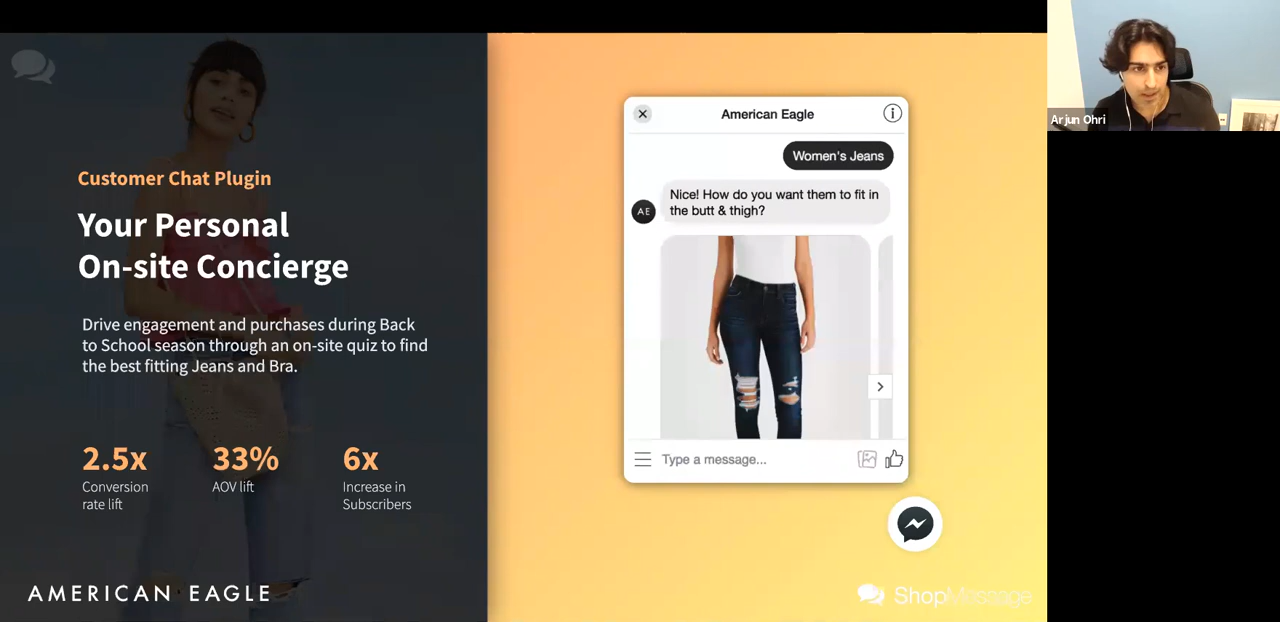 Customer Chat Plugin
Your Personal
On-site Concierge
Drive engagement and purchases during Back
to School season through an on-site quiz to find
the best fitting Jeans and Bra.
2.5x
Conversion
rate lift
33%
AOV lift
6x
Increase in
Subscribers
AMERICAN EAGLE
American Eagle
Women's Jeans
Nice! How do you want them to fit in
the butt & thigh?
AE
Type a message...
ShopMessage
Arjun Ohri